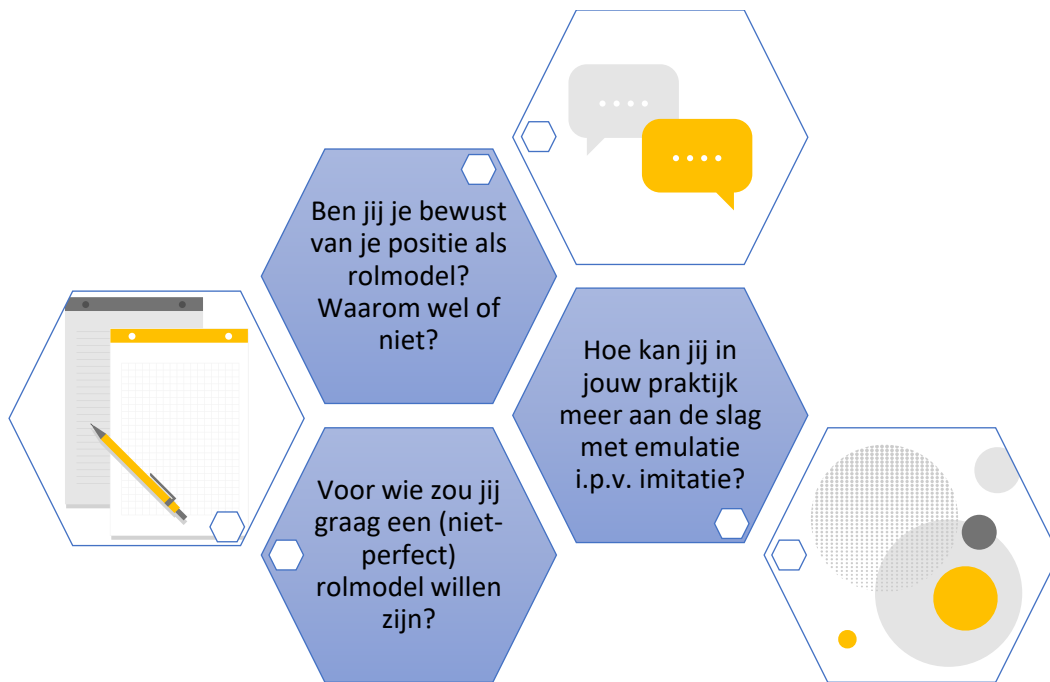 Ben jij je bewust
van je positie als
rolmodel?
Waarom wel of
niet?
Hoe kan jij in
jouw praktijk
meer aan de slag
met emulatie
i.p.v. imitatie?
Voor wie zou jij
graag een (niet-
perfect)
rolmodel willen
zijn?